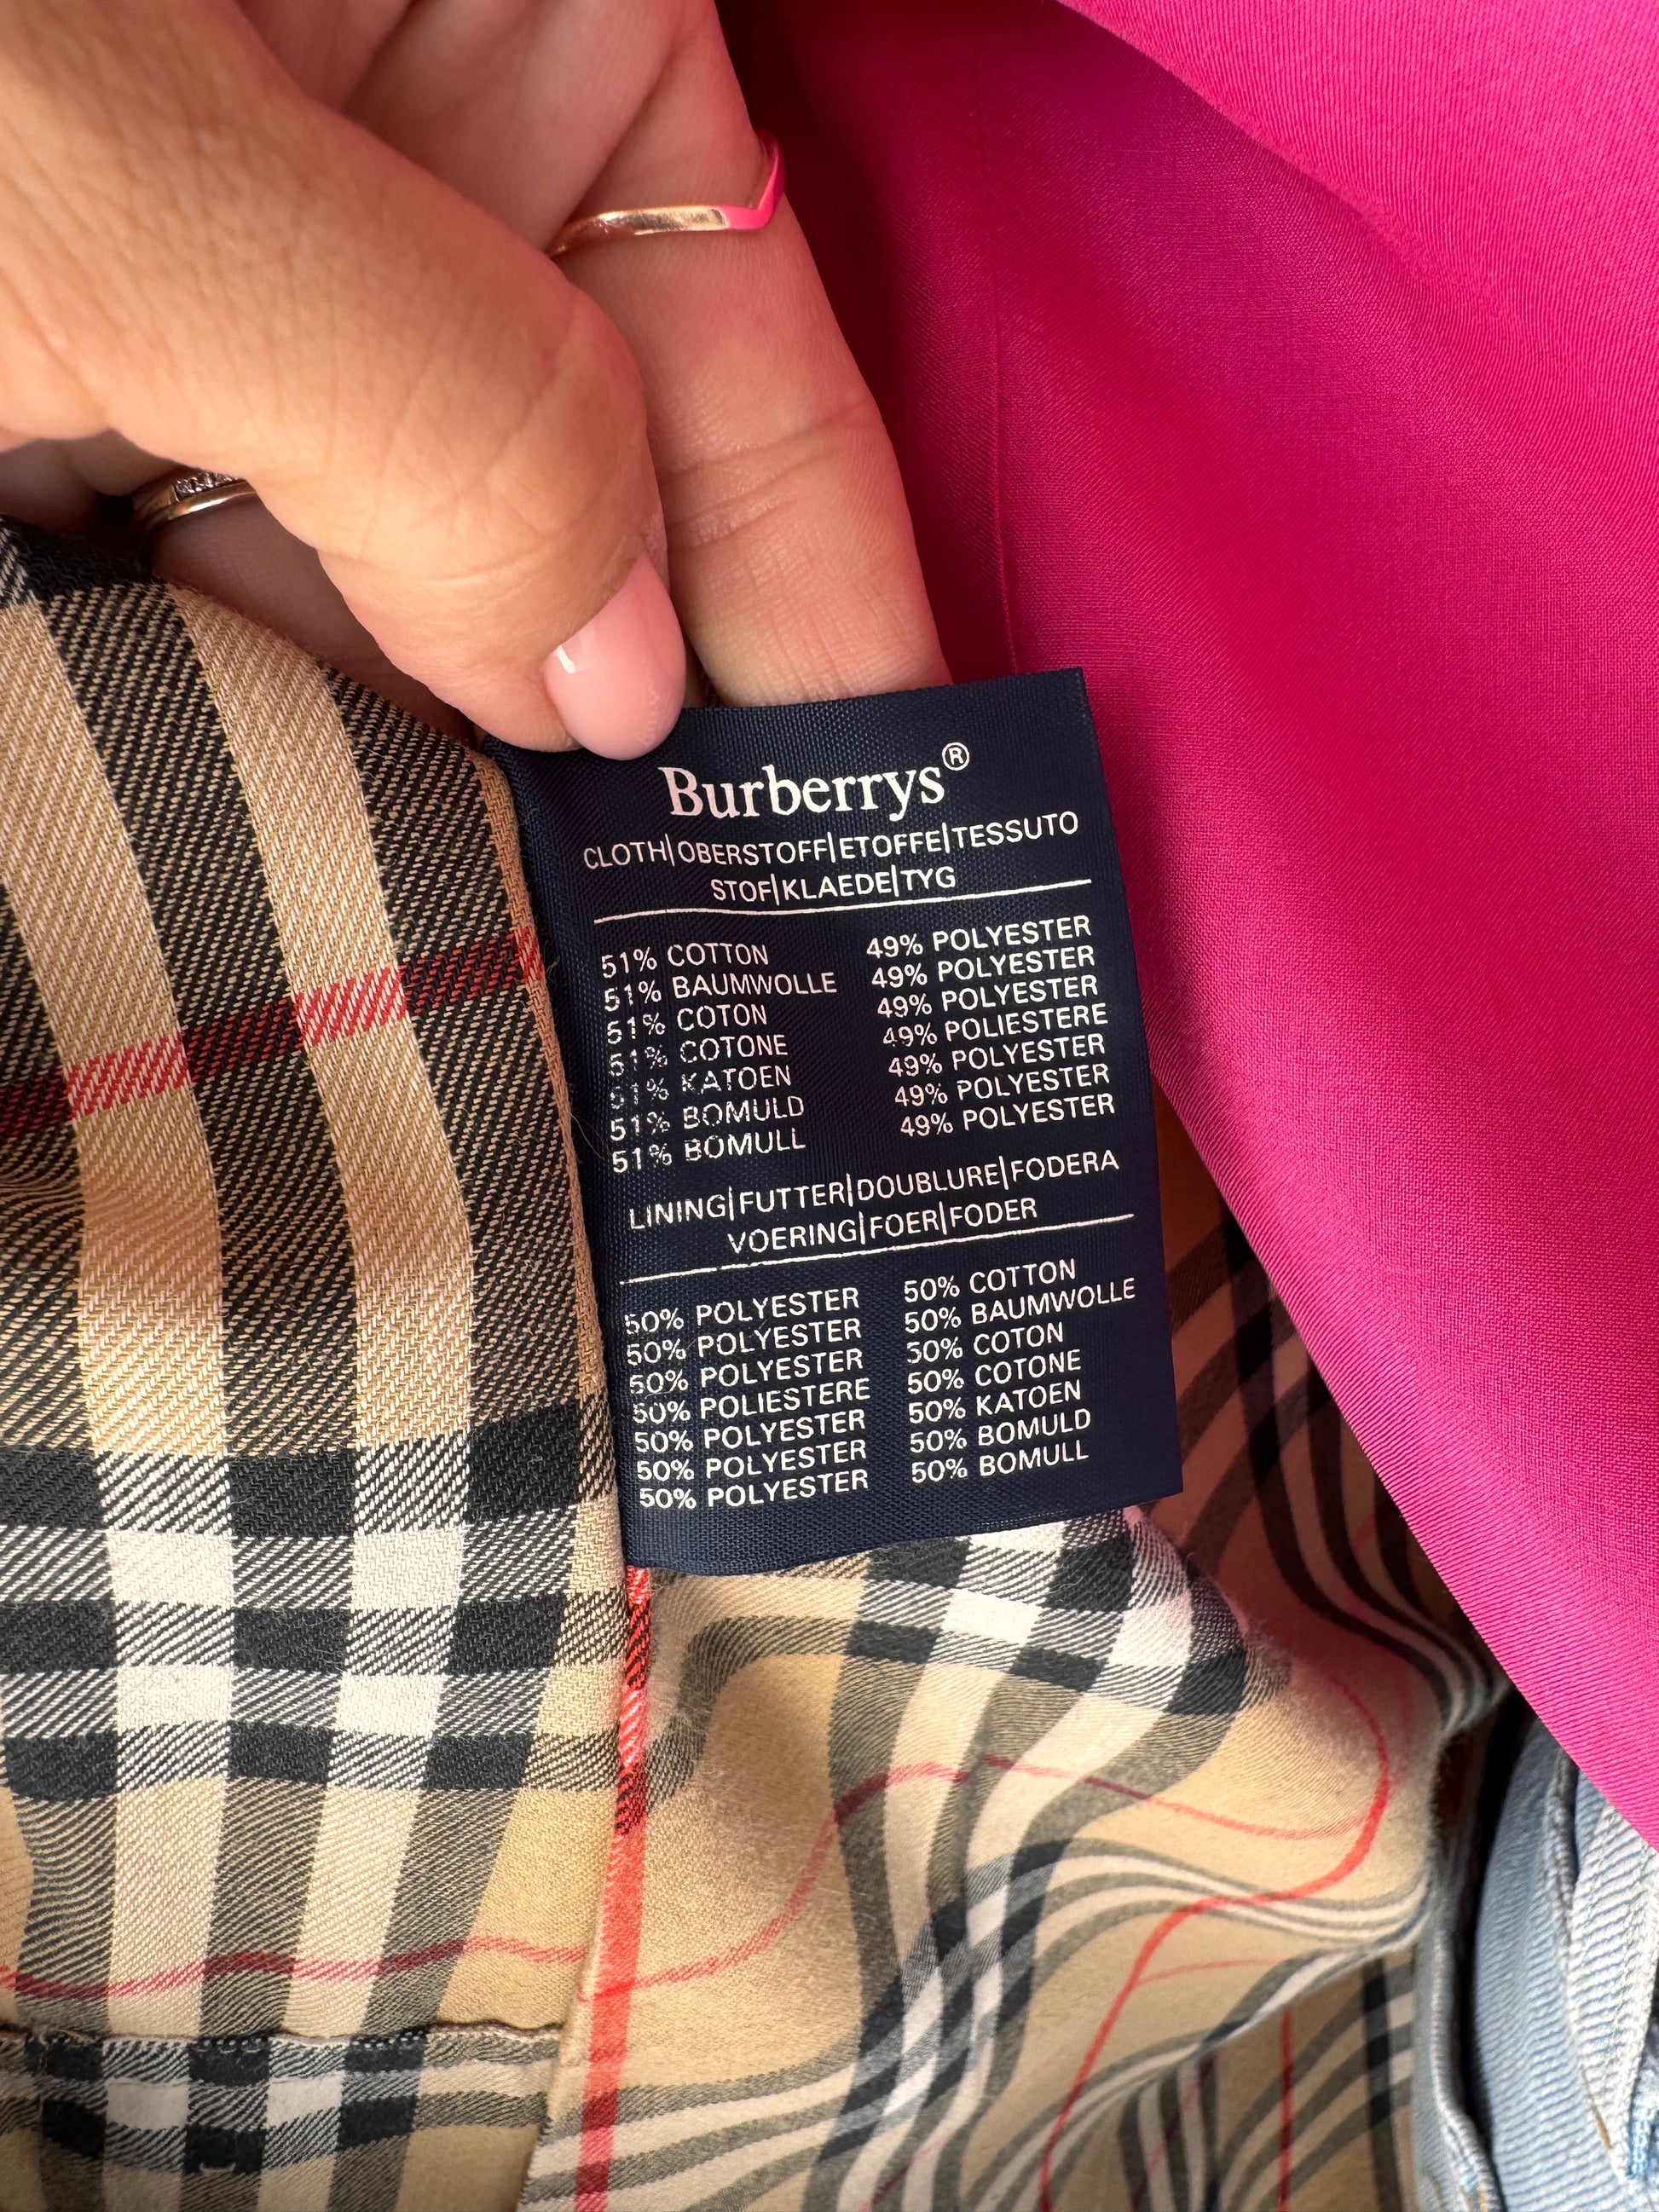 Burberrys®
CLOTH|OBERSTOFF|ETOFFE|TESSUTO
STOF|KLAEDE|TYG
51% COTTON 49% POLYESTER
51% BAUMWOLLE 49% POLYESTER
51% COTON 49% POLYESTER
51% COTONE 49% POLIESTERE
51% KATOEN 49% POLYESTER
51% BOMULD 49% POLYESTER
51% BOMULL 49% POLYESTER
LINING|FUTTER|DOUBLURE|FODERA
VOERING|FOER|FODER
50% POLYESTER 50% COTTON
50% POLYESTER 50% BAUMWOLLE
50% POLYESTER 50% COTON
50% POLIESTERE 50% COTONE
50% POLYESTER 50% KATOEN
50% POLYESTER 50% BOMULD
50% POLYESTER 50% BOMULL